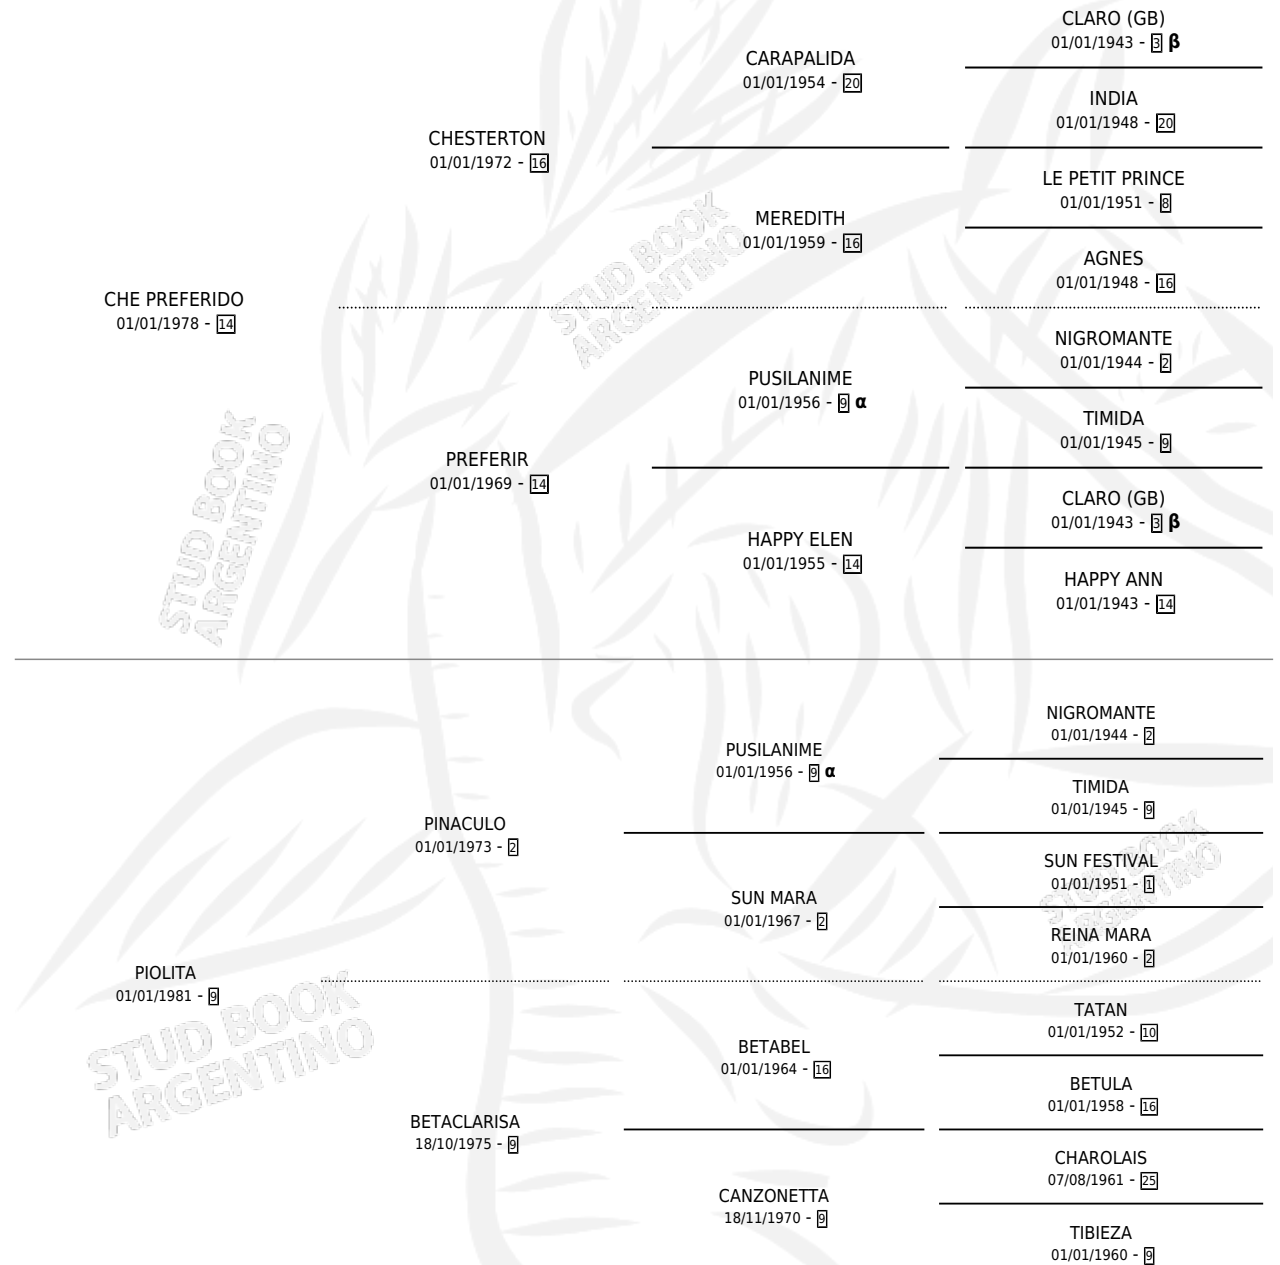 CLARO (GB)
01/01/1943 - 3 β
CARAPALIDA
01/01/1954 - 20
INDIA
01/01/1948 - 20
CHESTERTON
01/01/1972 - 16
LE PETIT PRINCE
01/01/1951 - 8
MEREDITH
01/01/1959 - 16
AGNES
01/01/1948 - 16
CHE PREFERIDO
01/01/1978 - 14
NIGROMANTE
01/01/1944 - 2
PUSILANIME
01/01/1956 - 9 α
TIMIDA
01/01/1945 - 9
PREFERIR
01/01/1969 - 14
CLARO (GB)
01/01/1943 - 3 β
HAPPY ELEN
01/01/1955 - 14
HAPPY ANN
01/01/1943 - 14
NIGROMANTE
01/01/1944 - 2
PUSILANIME
01/01/1956 - 9 α
TIMIDA
01/01/1945 - 9
PINACULO
01/01/1973 - 2
SUN FESTIVAL
01/01/1951 - 1
SUN MARA
01/01/1967 - 2
REINA MARA
01/01/1960 - 2
PIOLITA
01/01/1981 - 9
TATAN
01/01/1952 - 10
BETABEL
01/01/1964 - 16
BETULA
01/01/1958 - 16
BETACLARISA
18/10/1975 - 9
CHAROLAIS
07/08/1961 - 25
CANZONETTA
18/11/1970 - 9
TIBIEZA
01/01/1960 - 9
STUD BOOK
ARGENTINO
STUD BOOK
ARGENTINO
STUD BOOK
ARGENTINO
STUD BOOK
ARGENTINO